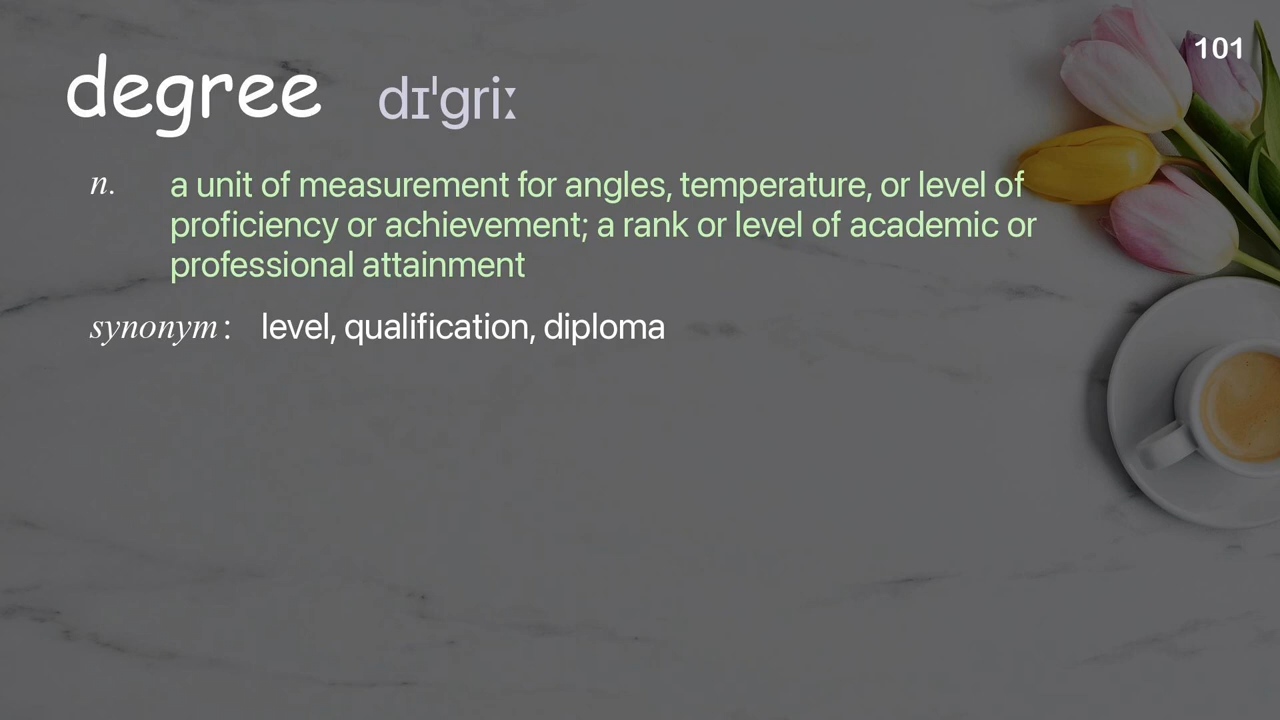 101
degree dɪˈɡriː
n. a unit of measurement for angles, temperature, or level of
proficiency or achievement; a rank or level of academic or
professional attainment
synonym: level, qualification, diploma